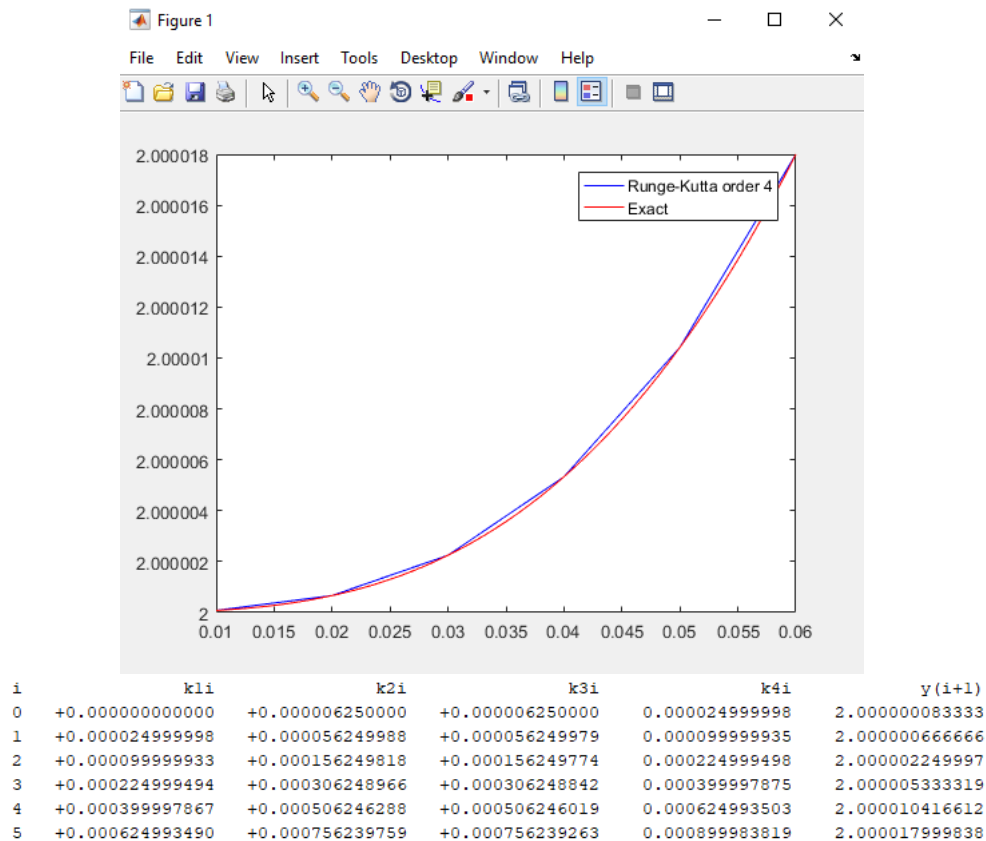 Figure 1
File Edit View Insert Tools Desktop Window Help
2.000018
Runge-Kutta order 4
2.000016
Exact
2.000014
2.000012
2.00001
2.000008
2.000006
2.000004
2.000002
2
0.01 0.015 0.02 0.025 0.03 0.035 0.04 0.045 0.05 0.055 0.06
i k1i k2i k3i k4i y(i+1)
0 +0.000000000000 +0.000006250000 +0.000006250000 0.000024999998 2.000000083333
1 +0.000024999998 +0.000056249988 +0.000056249979 0.000099999935 2.000000666666
2 +0.000099999933 +0.000156249818 +0.000156249774 0.000224999498 2.000002249997
3 +0.000224999494 +0.000306248966 +0.000306248842 0.000399997875 2.000005333319
4 +0.000399997867 +0.000506246288 +0.000506246019 0.000624993503 2.000010416612
5 +0.000624993490 +0.000756239759 +0.000756239263 0.000899983819 2.000017999838